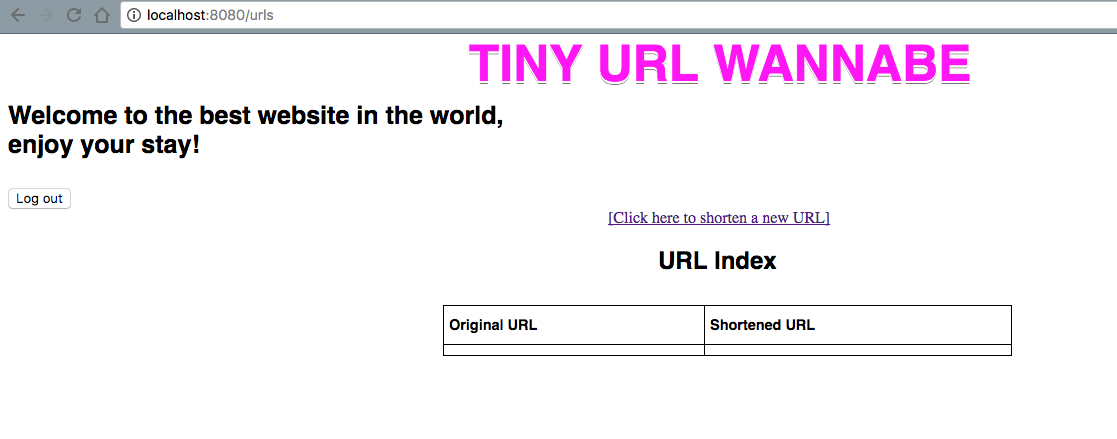 localhost:8080/urls
TINY URL WANNABE
Welcome to the best website in the world,
enjoy your stay!
Log out
[Click here to shorten a new URL]
URL Index
Original URL Shortened URL